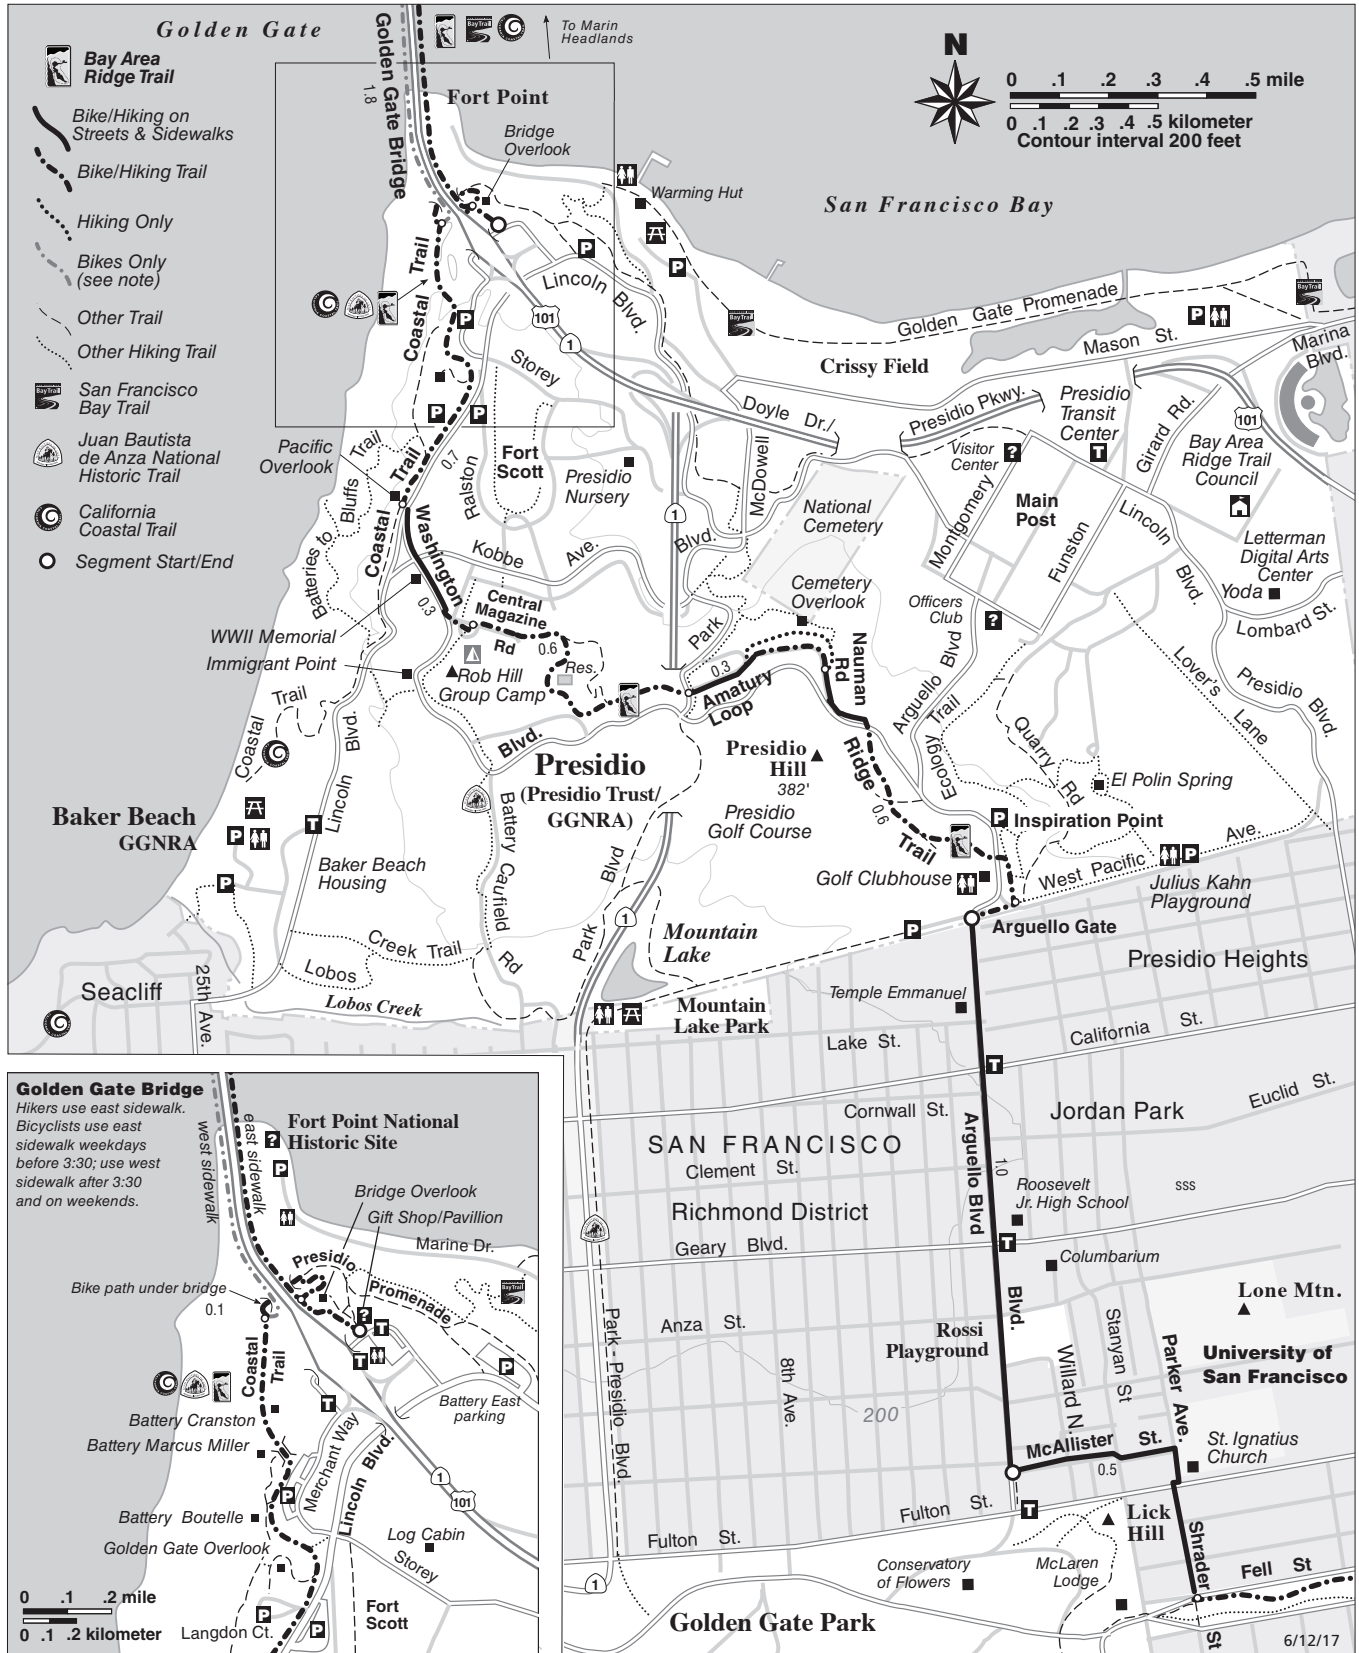 Golden Gate
Bay Area
Ridge Trail
Bike/Hiking on
Streets & Sidewalks
Bike/Hiking Trail
Hiking Only
Bikes Only
(see note)
Other Trail
Other Hiking Trail
San Francisco
Bay Trail
Juan Bautista
de Anza National
Historic Trail
California
Coastal Trail
Segment Start/End
Golden Gate Bridge
1.8
BayTrail
To Marin
Headlands
N
0 .1 .2 .3 .4 .5 mile
0 .1 .2 .3 .4 .5 kilometer
Contour interval 200 feet
Fort Point
Bridge
Overlook
Warming Hut
San Francisco Bay
P
P
Lincoln Blvd.
101
1
BayTrail
Golden Gate Promenade
Crissy Field
Mason St.
P
BayTrail
Marina
Blvd.
Coastal Trail
P
Storey
P
P
Doyle Dr./
Presidio Pkwy.
Presidio
Transit
Center
T
Girard Rd.
101
Bay Area
Ridge Trail
Council
Visitor
Center
?
Pacific
Overlook
Batteries to Bluffs Trail
Coastal Trail
0.7
Ralston
Fort
Scott
Presidio
Nursery
McDowell
1
Blvd.
National
Cemetery
Montgomery
Main
Post
Funston
Lincoln
Blvd.
Letterman
Digital Arts
Center
Yoda
Lombard St.
Washington
Kobbe Ave.
0.3
Central
Magazine
Rd
0.6
Cemetery
Overlook
Officers
Club
?
WWII Memorial
Immigrant Point
Rob Hill
Group Camp
Res.
Park
0.3
Amatury
Loop
Nauman
Rd
Arguello Blvd
Ecology Trail
Quarry Rd
Lover's Lane
Presidio Blvd.
Coastal Trail
Lincoln Blvd.
Blvd.
Presidio
(Presidio Trust/
GGNRA)
Presidio
Hill
382'
Presidio
Golf Course
Ridge
0.6
Trail
El Polin Spring
P
Inspiration Point
West Pacific Ave.
P
Julius Kahn
Playground
Golf Clubhouse
Baker Beach
GGNRA
P
T
P
Baker Beach
Housing
Battery Caulfield Rd
Park Blvd
1
Mountain
Lake
P
Arguello Gate
Presidio Heights
Creek Trail
Lobos
Lobos Creek
Seacliff
25th Ave.
Mountain
Lake Park
Temple Emmanuel
Lake St.
California St.
T
Cornwall St.
Jordan Park
Euclid St.
SAN FRANCISCO
Clement St.
Arguello Blvd
1.0
Roosevelt
Jr. High School
sss
Richmond District
Geary Blvd.
T
Columbarium
Lone Mtn.
Park-Presidio Blvd.
Anza St.
Rossi
Playground
Blvd.
8th Ave.
200
Willard N.
Stanyan St
Parker Ave.
University of
San Francisco
McAllister St.
0.5
St. Ignatius
Church
Fulton St.
Fulton St.
T
Lick
Hill
Shrader
St
Fell St
Conservatory
of Flowers
McLaren
Lodge
1
Golden Gate Park
6/12/17
Golden Gate Bridge
Hikers use east sidewalk.
Bicyclists use east
sidewalk weekdays
before 3:30; use west
sidewalk after 3:30
and on weekends.
west sidewalk
east sidewalk
Fort Point National
Historic Site
?
P
Bridge Overlook
Gift Shop/Pavillion
Marine Dr.
Presidio
Promenade
BayTrail
Bike path under bridge
0.1
?
T
T
P
Coastal
Trail
Battery East
parking
Battery Cranston
T
Battery Marcus Miller
Merchant Way
P
Lincoln Blvd.
1
101
Battery Boutelle
Golden Gate Overlook
Log Cabin
Storey
0 .1 .2 mile
0 .1 .2 kilometer
P
P
Langdon Ct.
Fort
Scott